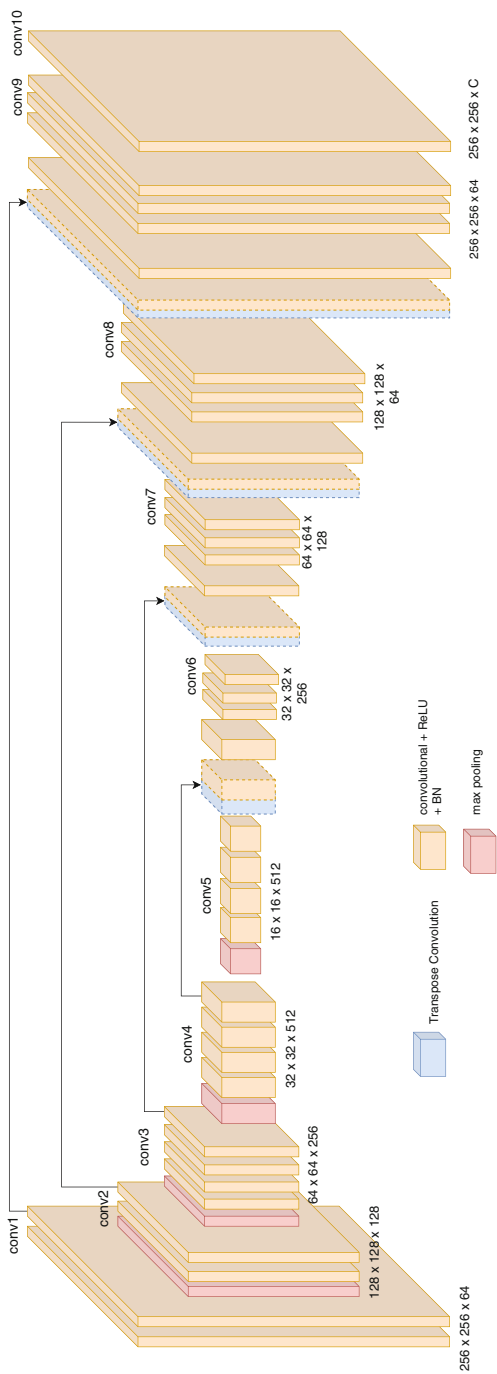 conv1
conv2
conv3
conv4
conv5
conv6
conv7
conv8
conv9
conv10
256 x 256 x 64
128 x 128 x 128
64 x 64 x 256
32 x 32 x 512
16 x 16 x 512
32 x 32 x
256
64 x 64 x
128
128 x 128 x
64
256 x 256 x 64
256 x 256 x C
Transpose Convolution
convolutional + ReLU
+ BN
max pooling